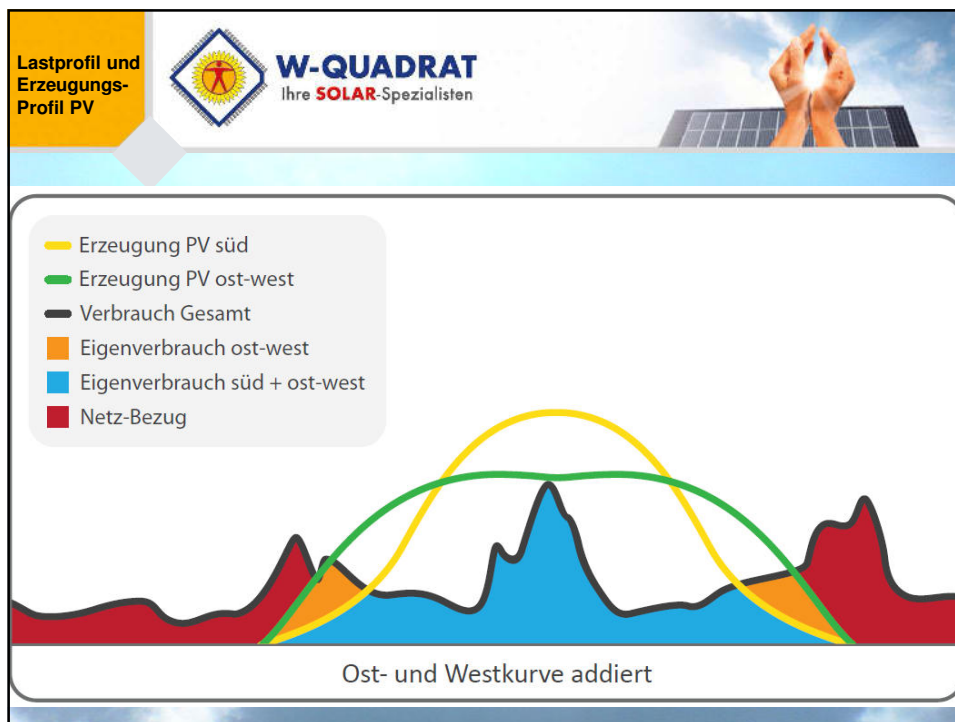 Lastprofil und
Erzeugungs-
Profil PV
W-QUADRAT
Ihre SOLAR-Spezialisten
Erzeugung PV süd
Erzeugung PV ost-west
Verbrauch Gesamt
Eigenverbrauch ost-west
Eigenverbrauch süd + ost-west
Netz-Bezug
Ost- und Westkurve addiert